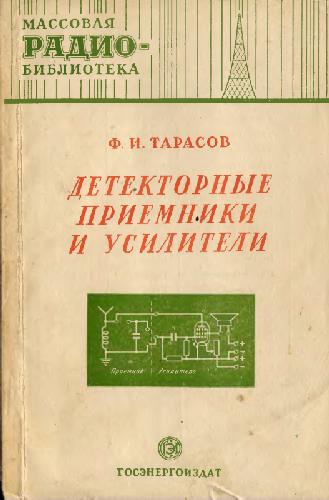 МАССОВАЯ
РАДИО-
БИБЛИОТЕКА
Ф. И. ТАРАСОВ
ДЕТЕКТОРНЫЕ
ПРИЕМНИКИ
И УСИЛИТЕЛИ
Приемник Усилитель
ГОСЭНЕРГОИЗДАТ